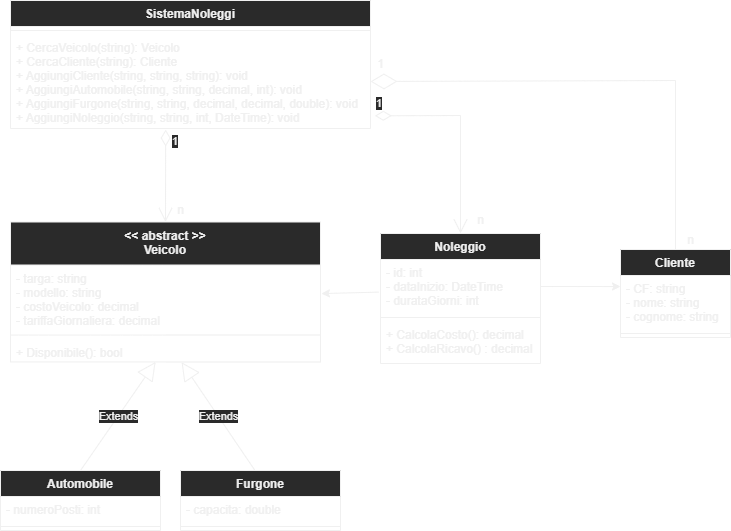 SistemaNoleggi
+ CercaVeicolo(string): Veicolo
+ CercaCliente(string): Cliente
+ AggiungiCliente(string, string, string): void
+ AggiungiAutomobile(string, string, decimal, int): void
+ AggiungiFurgone(string, string, decimal, decimal, double): void
+ AggiungiNoleggio(string, string, int, DateTime): void
1
1
1
n
n
n
<< abstract >>
Veicolo
- targa: string
- modello: string
- costoVeicolo: decimal
- tariffaGiornaliera: decimal
+ Disponibile(): bool
Noleggio
- id: int
- dataInizio: DateTime
- durataGiorni: int
+ CalcolaCosto(): decimal
+ CalcolaRicavo() : decimal
Cliente
- CF: string
- nome: string
- cognome: string
Extends
Extends
Automobile
- numeroPosti: int
Furgone
- capacita: double